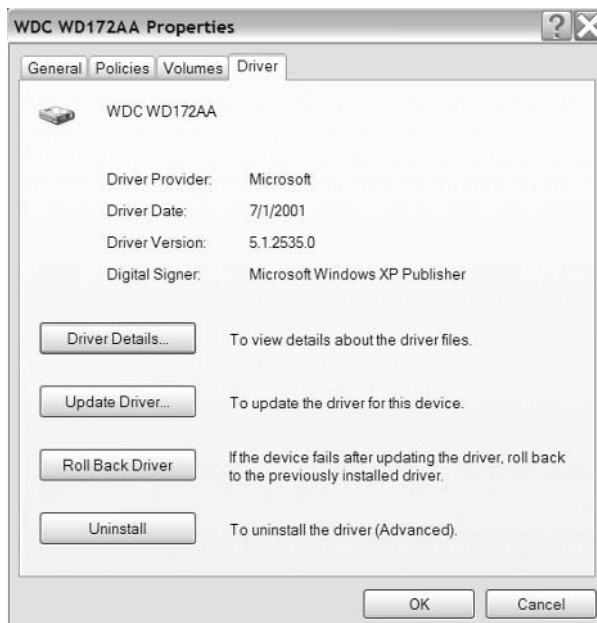 WDC WD172AA Properties
General Policies Volumes Driver
WDC WD172AA
Driver Provider: Microsoft
Driver Date: 7/1/2001
Driver Version: 5.1.2535.0
Digital Signer: Microsoft Windows XP Publisher
Driver Details... To view details about the driver files.
Update Driver... To update the driver for this device.
Roll Back Driver If the device fails after updating the driver, roll back
to the previously installed driver.
Uninstall To uninstall the driver (Advanced).
OK Cancel